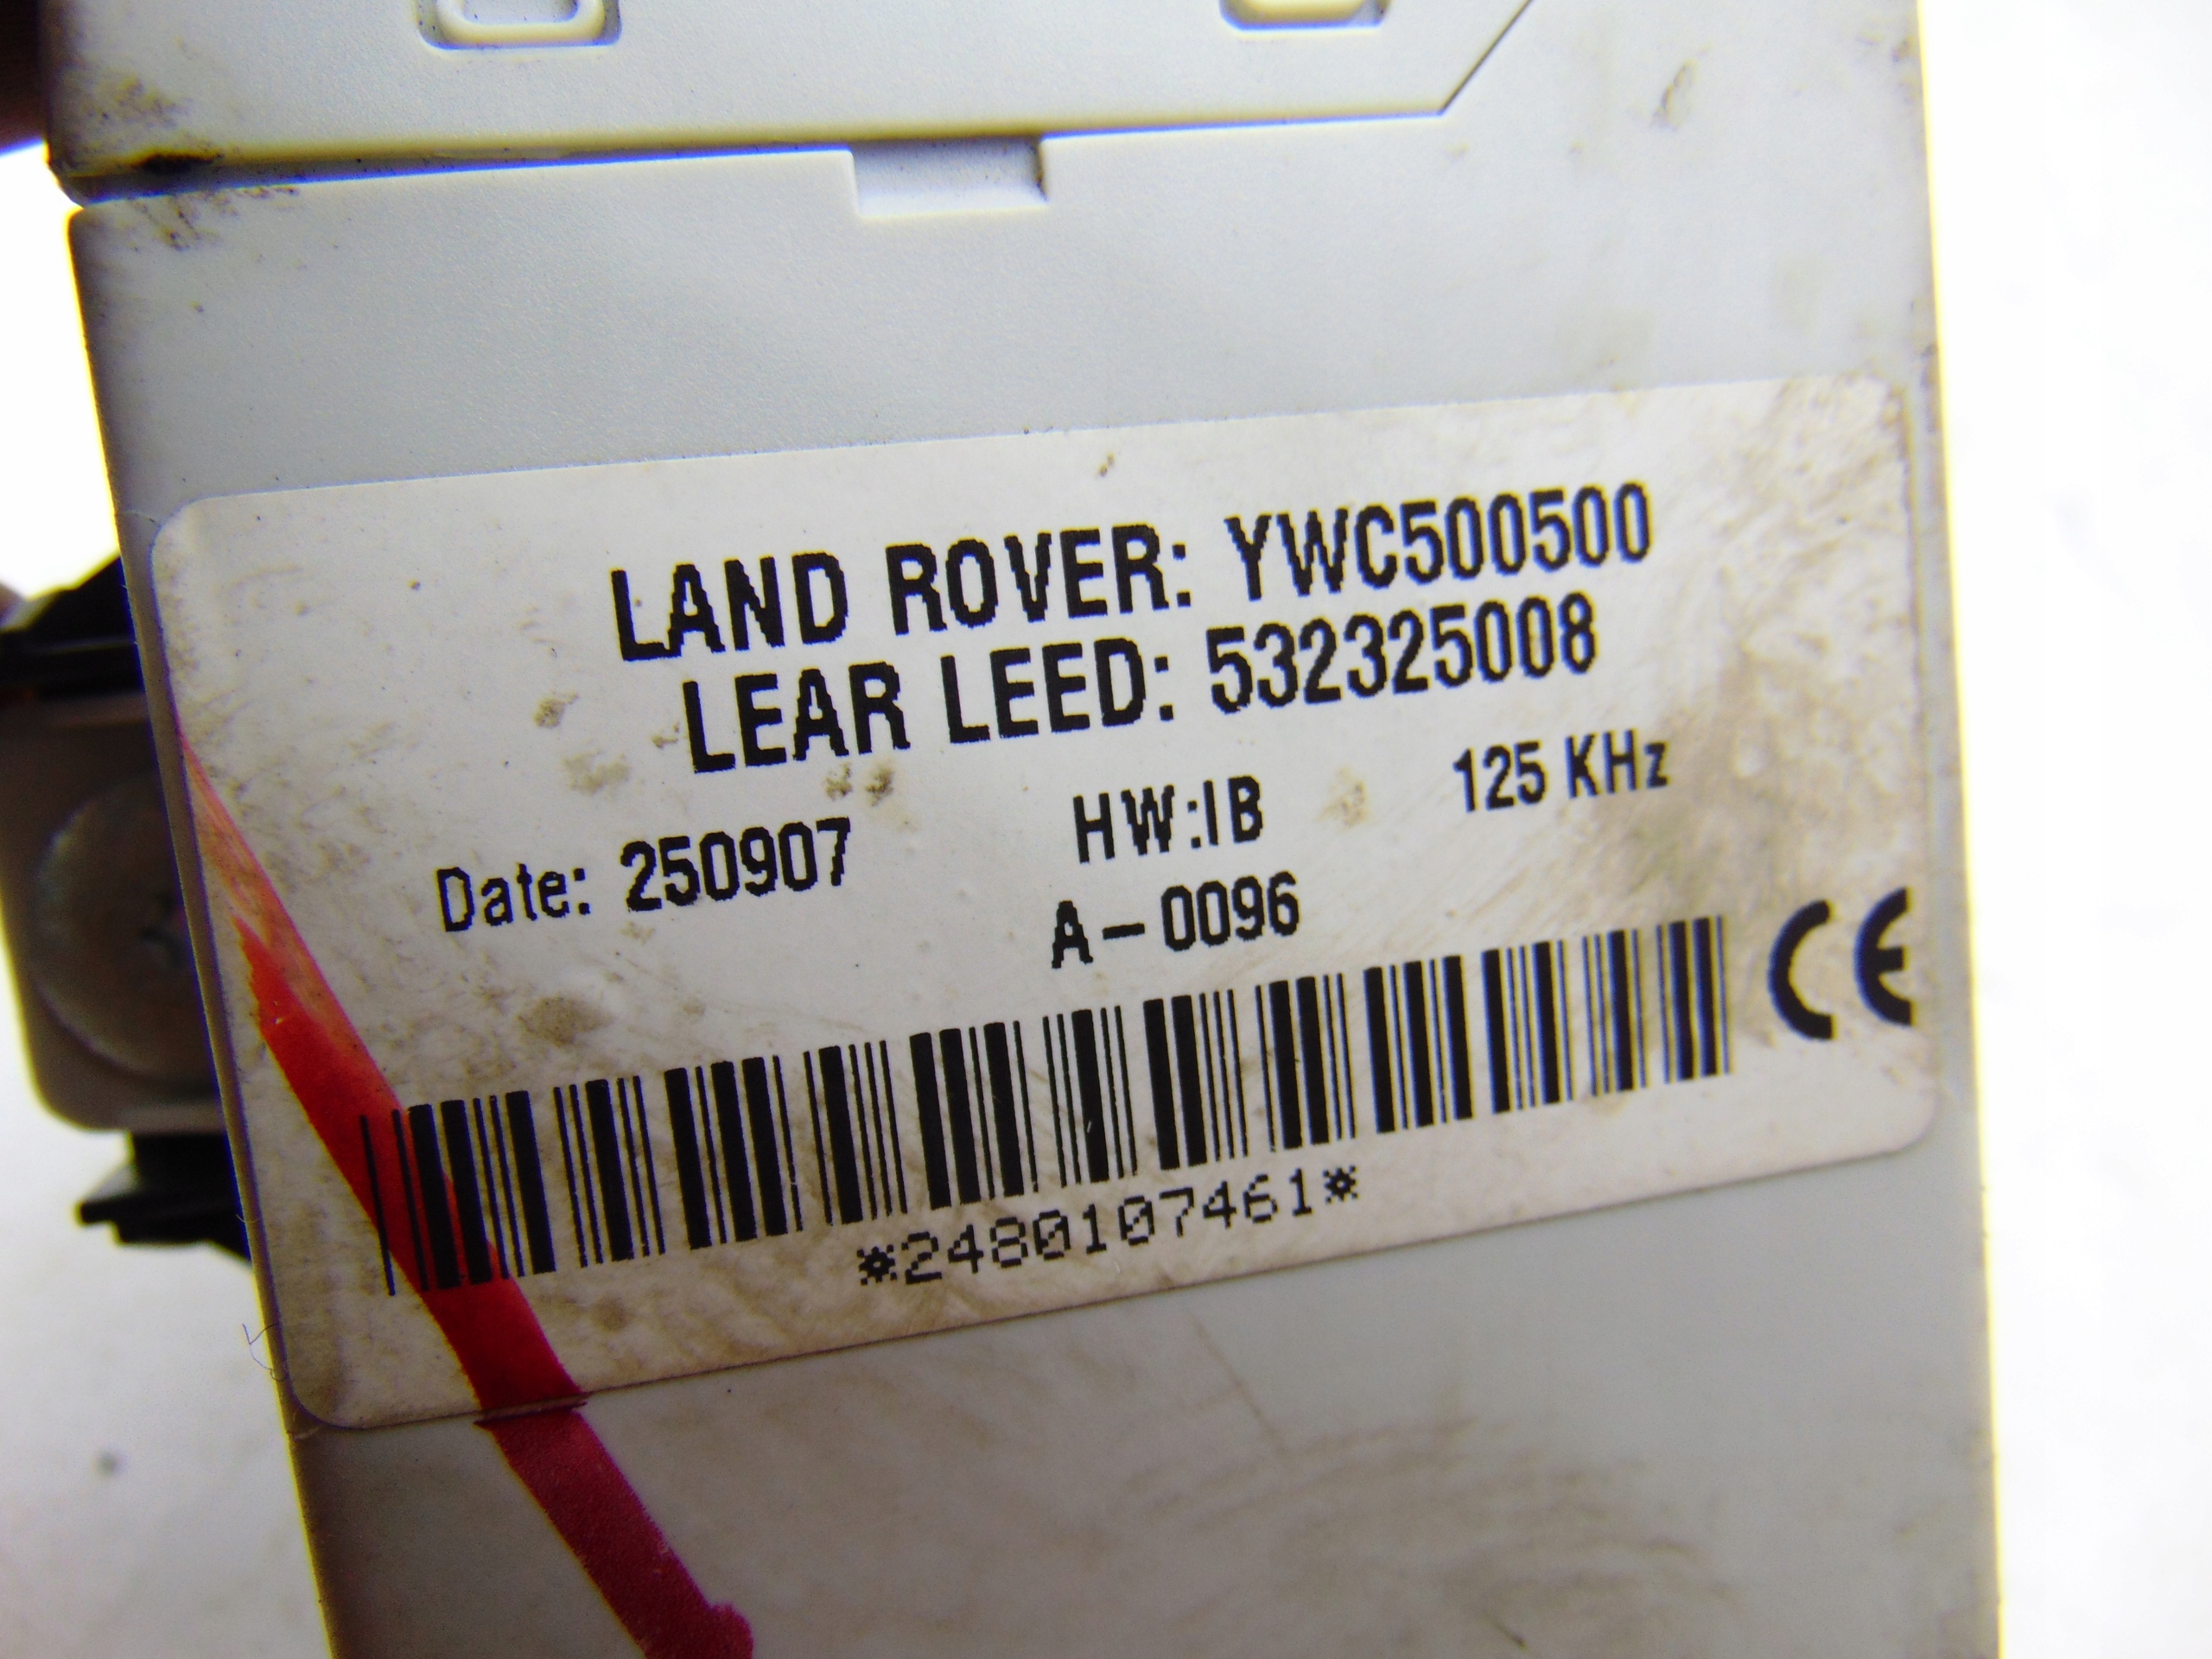 LAND ROVER: YWC500500
LEAR LEED: 532325008
Date: 250907 HW:IB 125 KHz
A-0096
CE
*2480107461*